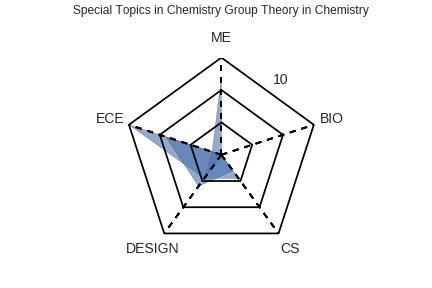 Special Topics in Chemistry Group Theory in Chemistry
ME
10
ECE
BIO
DESIGN
CS